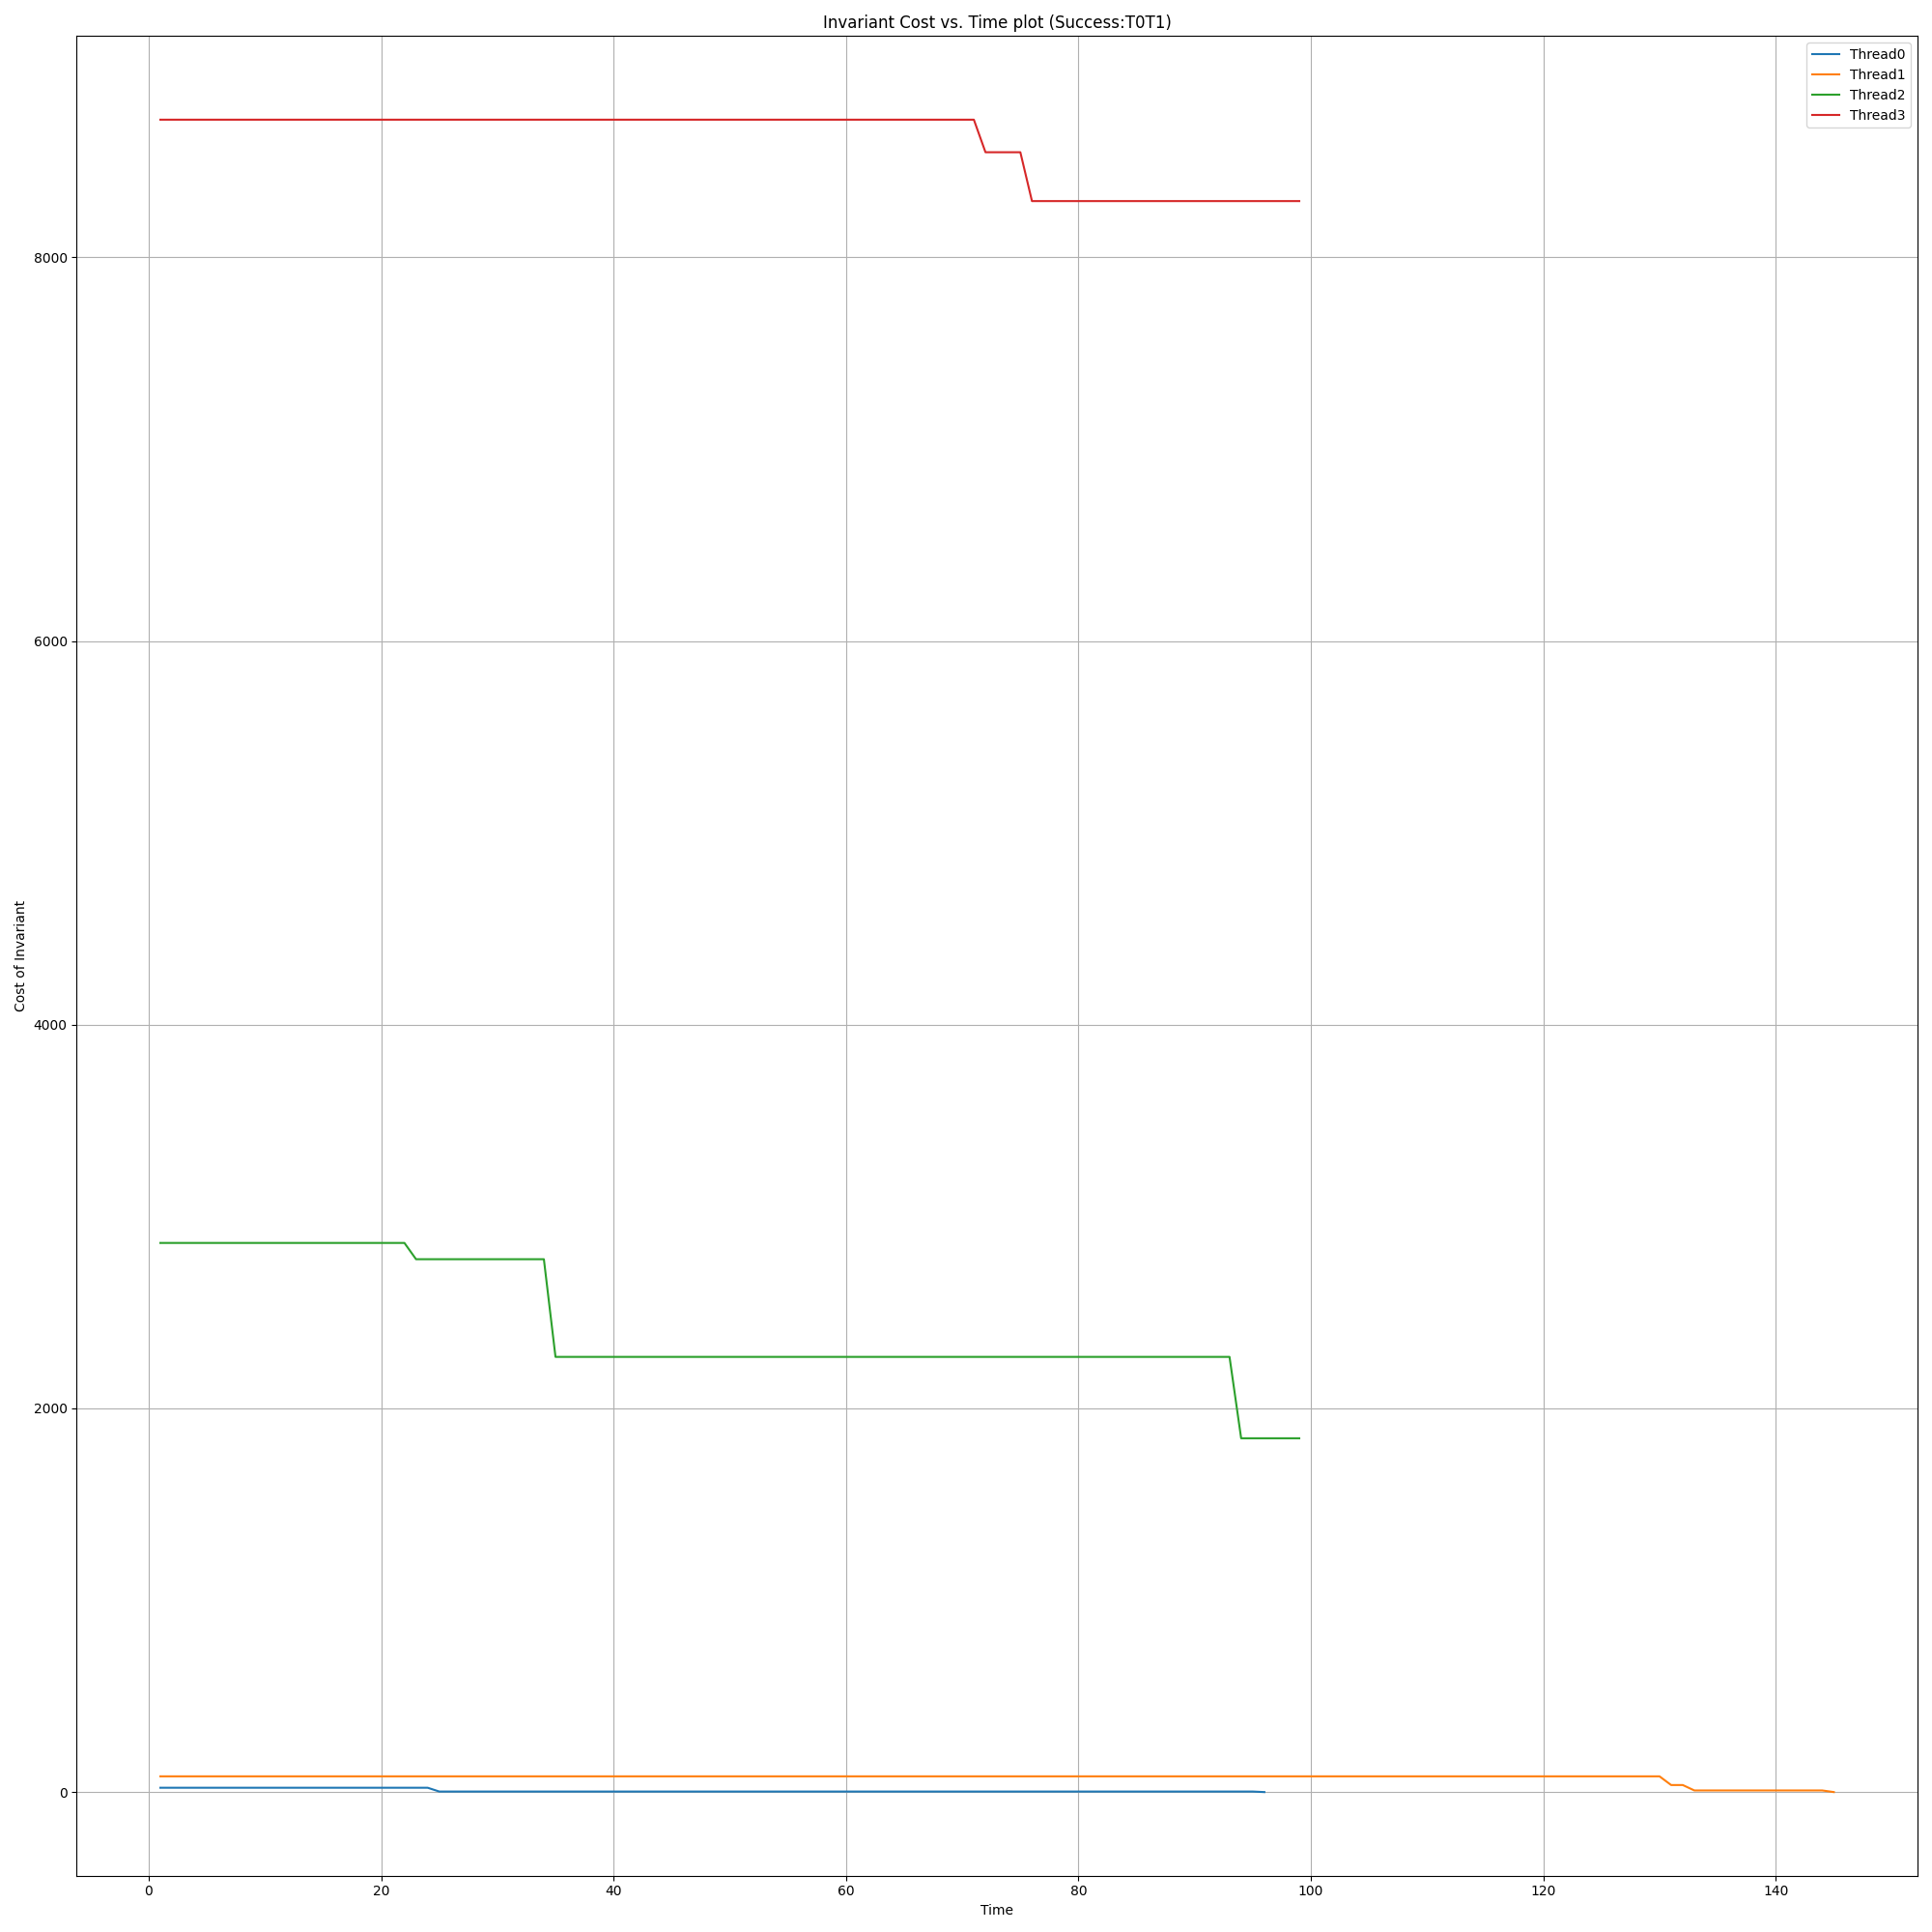 Invariant Cost vs. Time plot (Success:T0T1)
Thread0
Thread1
Thread2
Thread3
8000
6000
4000
2000
0
Cost of Invariant
0 20 40 60 80 100 120 140
Time